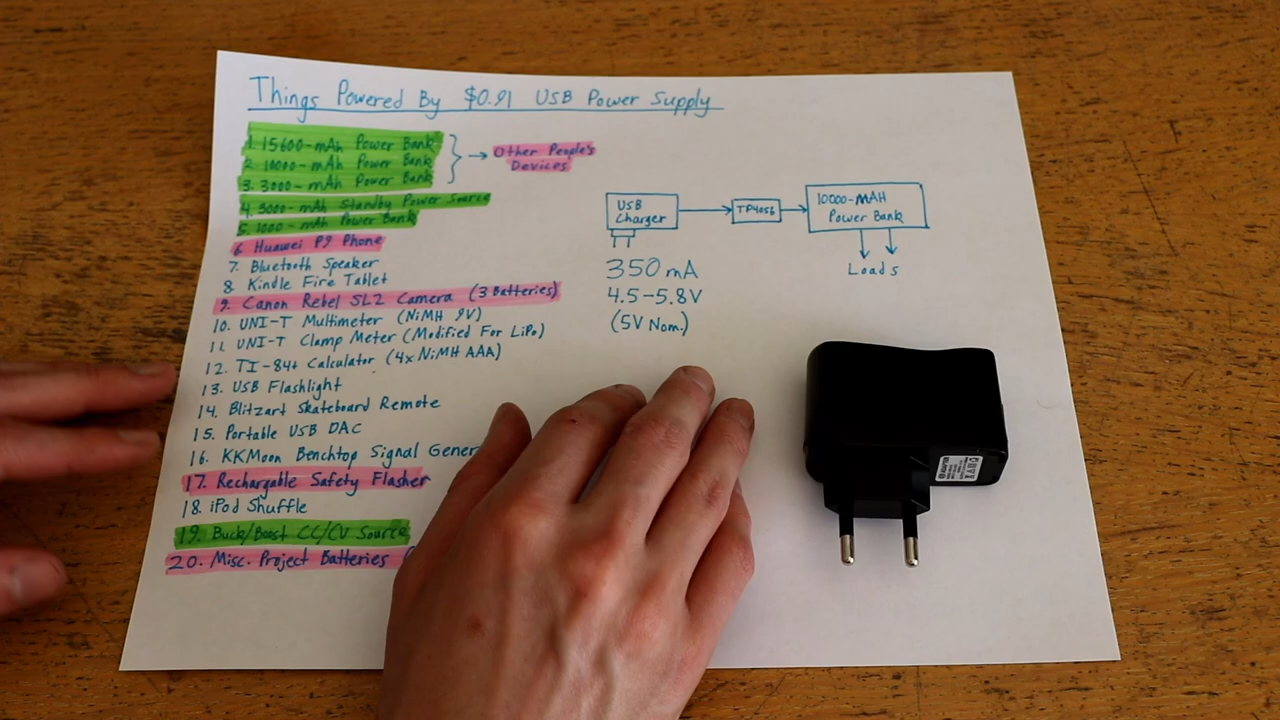 Things Powered By $0.91 USB Power Supply
1. 15600-mAh Power Bank
2. 10000-mAh Power Bank
3. 3000-mAh Power Bank
Other People's
Devices
4. 3000-mAh Standby Power Source
5. 1000-mAh Power Bank
6. Huawei P9 Phone
7. Bluetooth Speaker
8. Kindle Fire Tablet
9. Canon Rebel SL2 Camera (3 Batteries)
10. UNI-T Multimeter (NiMH 9V)
11. UNI-T Clamp Meter (Modified For LiPo)
12. TI-84+ Calculator (4x NiMH AAA)
13. USB Flashlight
14. Blitzart Skateboard Remote
15. Portable USB DAC
16. KKMoon Benchtop Signal Gener
17. Rechargable Safety Flasher
18. iPod Shuffle
19. Buck/Boost CC/CV Source
20. Misc. Project Batteries (
USB
Charger
TP4056
10000-MAH
Power Bank
Loads
350 mA
4.5-5.8V
(5V Nom.)